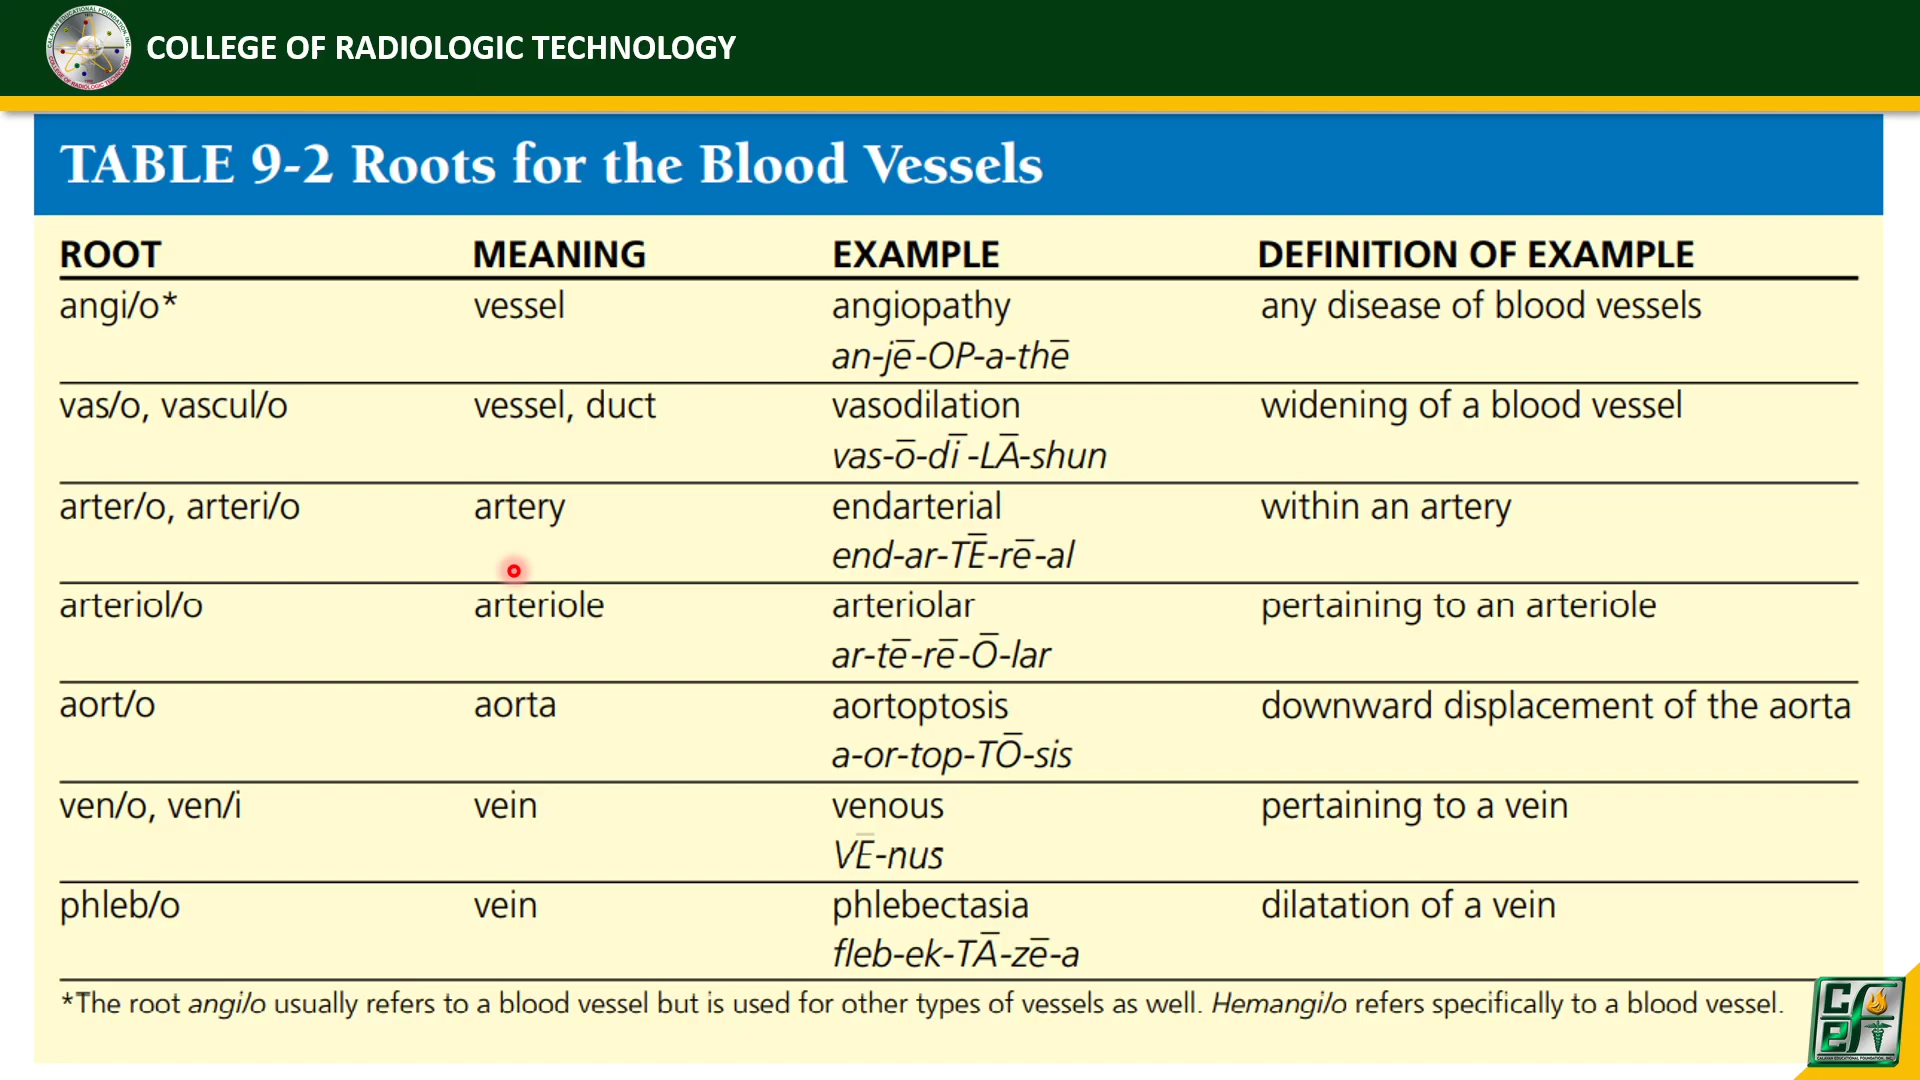 COLLEGE OF RADIOLOGIC TECHNOLOGY
TABLE 9-2 Roots for the Blood Vessels
ROOT MEANING EXAMPLE DEFINITION OF EXAMPLE
angi/o* vessel angiopathy any disease of blood vessels
an-jē-OP-a-thē
vas/o, vascul/o vessel, duct vasodilation widening of a blood vessel
vas-ō-dī-LĀ-shun
arter/o, arteri/o artery endarterial within an artery
end-ar-TĒ-rē-al
arteriol/o arteriole arteriolar pertaining to an arteriole
ar-tē-rē-Ō-lar
aort/o aorta aortoptosis downward displacement of the aorta
a-or-top-TŌ-sis
ven/o, ven/i vein venous pertaining to a vein
VĒ-nus
phleb/o vein phlebectasia dilatation of a vein
fleb-ek-TĀ-zē-a
*The root angi/o usually refers to a blood vessel but is used for other types of vessels as well. Hemangi/o refers specifically to a blood vessel.